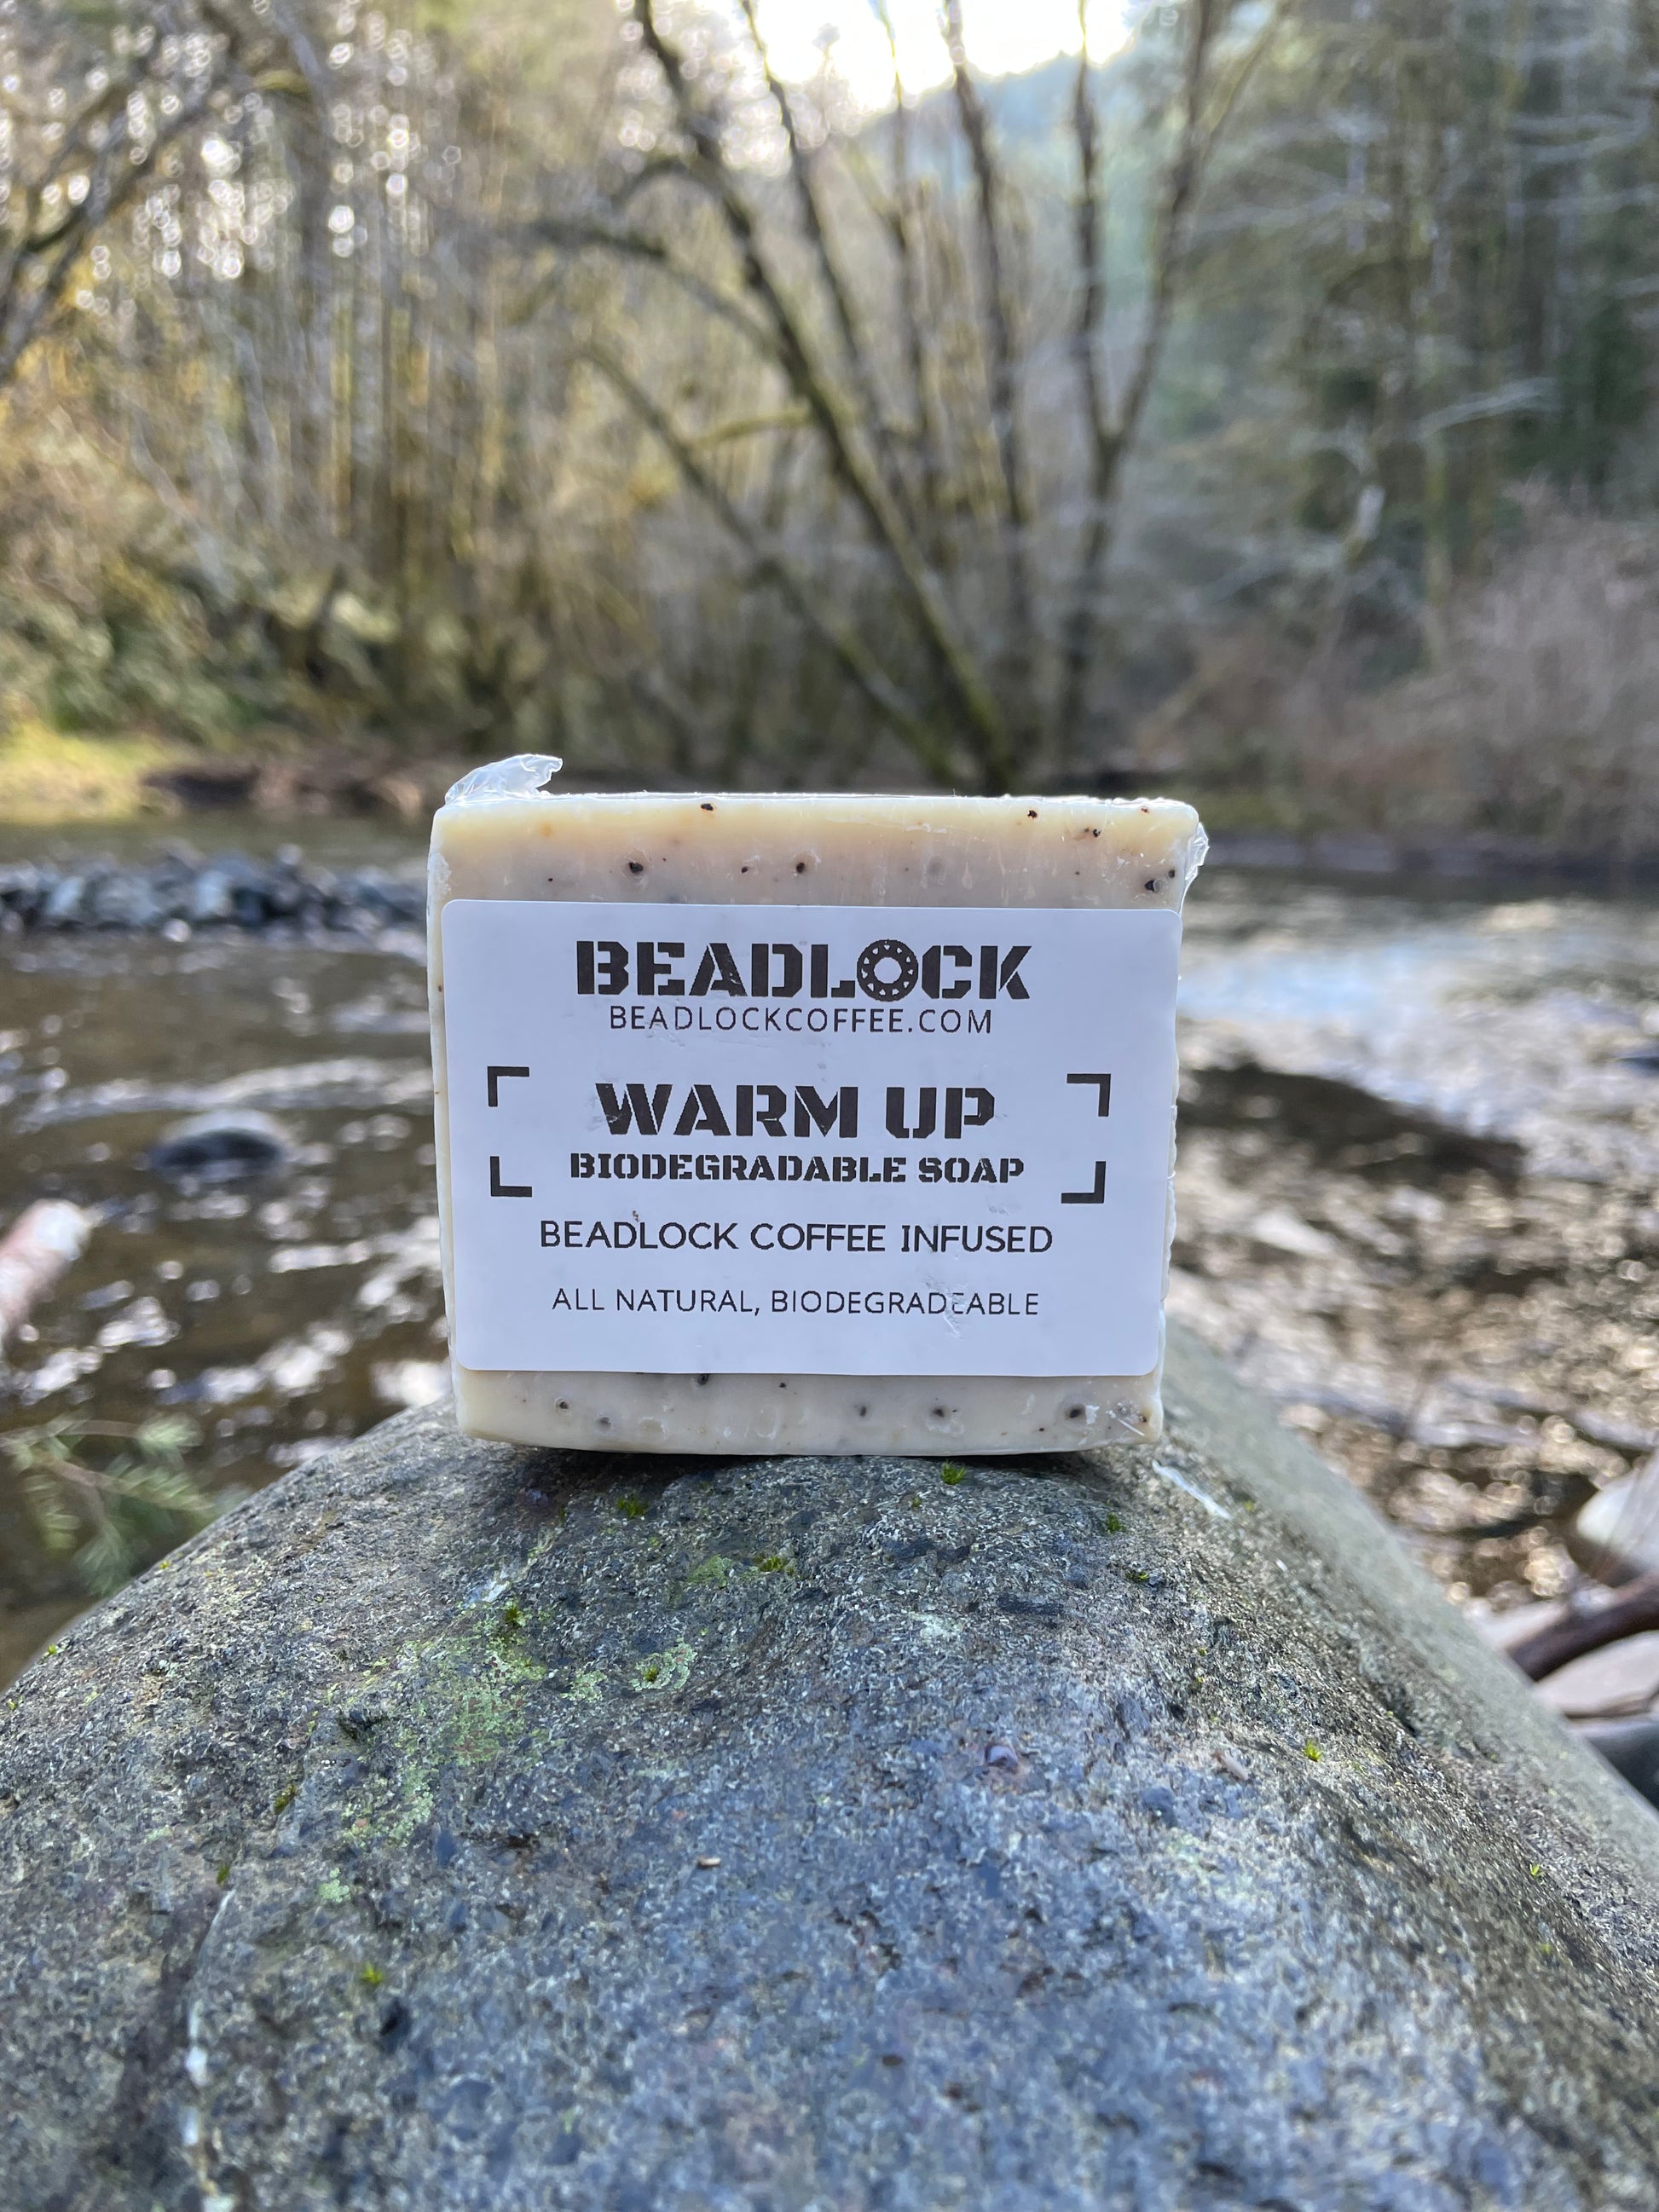 BEADLOCK
BEADLOCKCOFFEE.COM
WARM UP
BIODEGRADABLE SOAP
BEADLOCK COFFEE INFUSED
ALL NATURAL, BIODEGRADEABLE